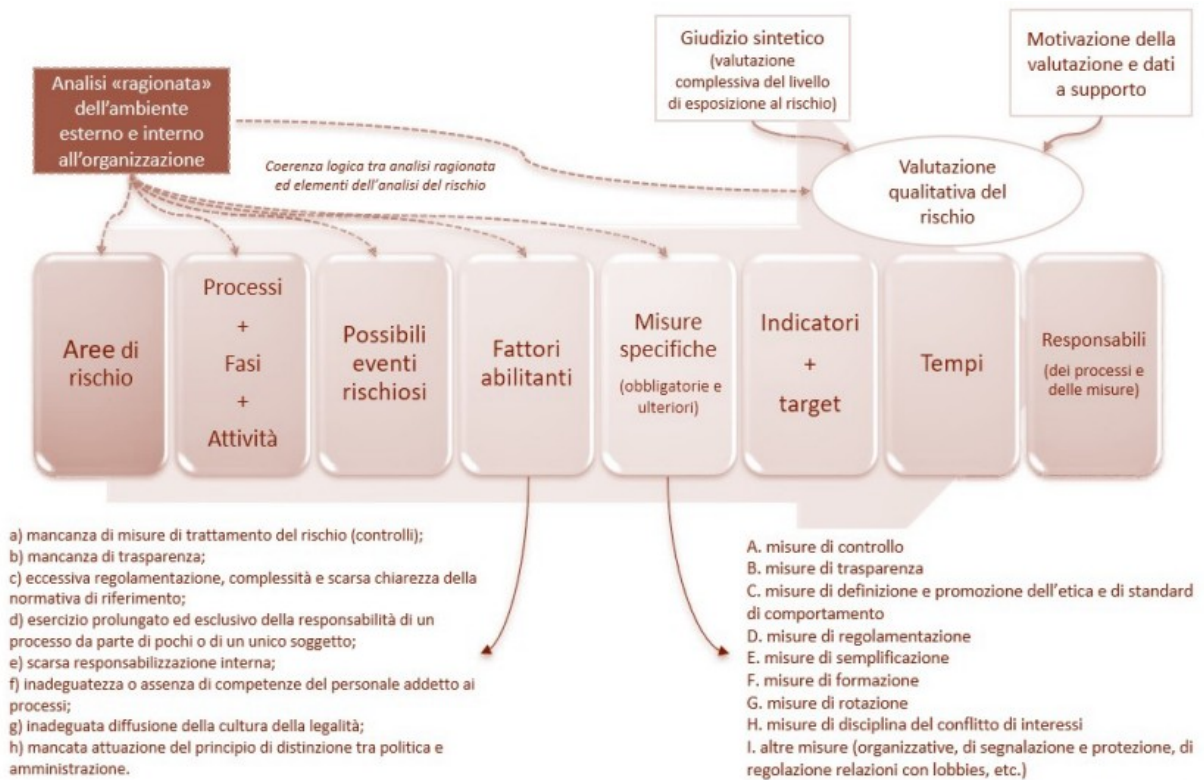 Giudizio sintetico
(valutazione
complessiva del livello
di esposizione al rischio)
Motivazione della
valutazione e dati
a supporto
Analisi «ragionata»
dell'ambiente
esterno e interno
all'organizzazione
Coerenza logica tra analisi ragionata
ed elementi dell'analisi del rischio
Valutazione
qualitativa del
rischio
Aree di
rischio
Processi
+
Fasi
+
Attività
Possibili
eventi
rischiosi
Fattori
abilitanti
Misure
specifiche
(obbligatorie e
ulteriori)
Indicatori
+
target
Tempi
Responsabili
(dei processi e
delle misure)
a) mancanza di misure di trattamento del rischio (controlli);
b) mancanza di trasparenza;
c) eccessiva regolamentazione, complessità e scarsa chiarezza della
normativa di riferimento;
d) esercizio prolungato ed esclusivo della responsabilità di un
processo da parte di pochi o di un unico soggetto;
e) scarsa responsabilizzazione interna;
f) inadeguatezza o assenza di competenze del personale addetto ai
processi;
g) inadeguata diffusione della cultura della legalità;
h) mancata attuazione del principio di distinzione tra politica e
amministrazione.
A. misure di controllo
B. misure di trasparenza
C. misure di definizione e promozione dell'etica e di standard
di comportamento
D. misure di regolamentazione
E. misure di semplificazione
F. misure di formazione
G. misure di rotazione
H. misure di disciplina del conflitto di interessi
I. altre misure (organizzative, di segnalazione e protezione, di
regolazione relazioni con lobbies, etc.)